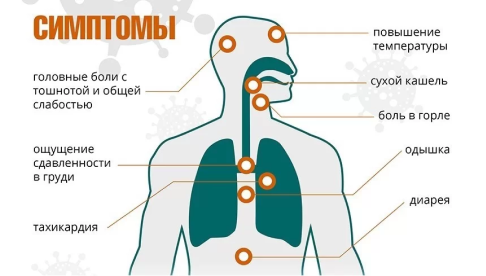 СИМПТОМЫ
головные боли с
тошнотой и общей
слабостью
ощущение
сдавленности
в груди
тахикардия
повышение
температуры
сухой кашель
боль в горле
одышка
диарея